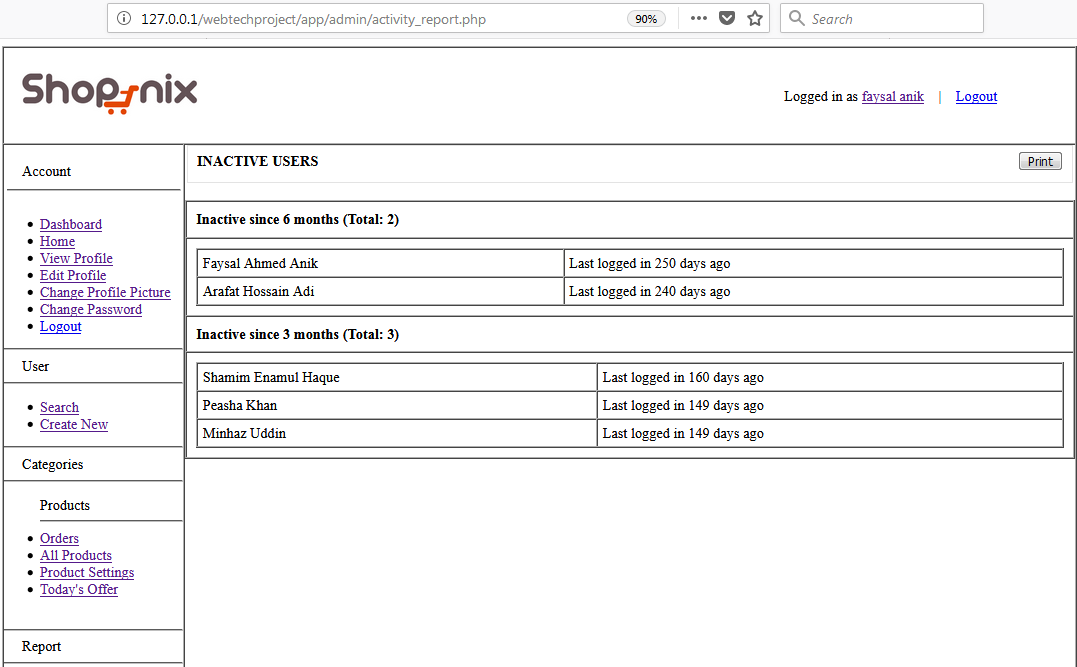 127.0.0.1/webtechproject/app/admin/activity_report.php 90% Search
Shopnix
Logged in as faysal anik | Logout
Account
Dashboard
Home
View Profile
Edit Profile
Change Profile Picture
Change Password
Logout
User
Search
Create New
Categories
Products
Orders
All Products
Product Settings
Today's Offer
Report
INACTIVE USERS Print
Inactive since 6 months (Total: 2)
Faysal Ahmed Anik Last logged in 250 days ago
Arafat Hossain Adi Last logged in 240 days ago
Inactive since 3 months (Total: 3)
Shamim Enamul Haque Last logged in 160 days ago
Peasha Khan Last logged in 149 days ago
Minhaz Uddin Last logged in 149 days ago